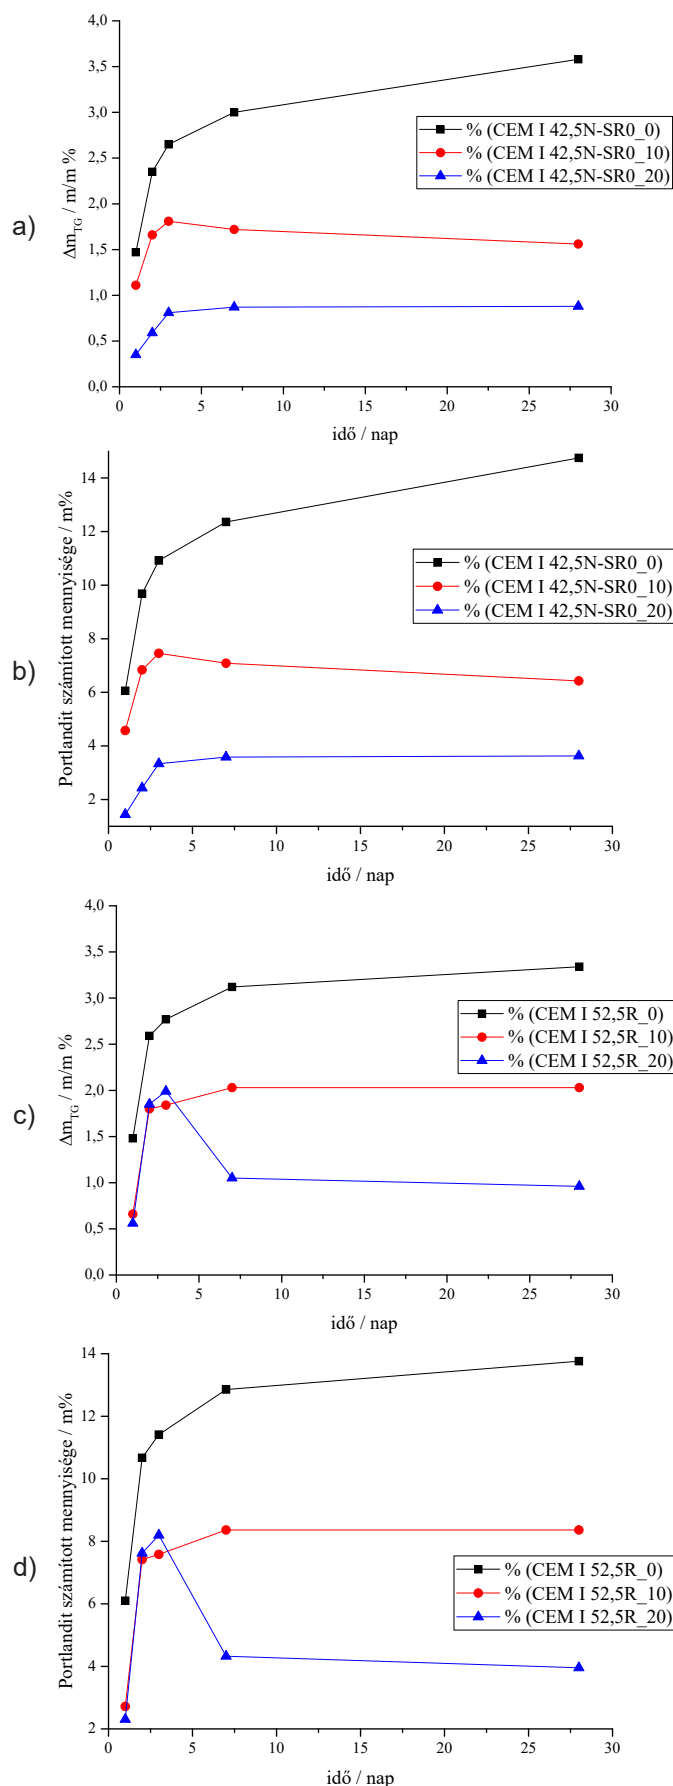 a)
Δm_TG / m/m %
4,0
3,5
3,0
2,5
2,0
1,5
1,0
0,5
0,0
% (CEM I 42,5N-SR0_0)
% (CEM I 42,5N-SR0_10)
% (CEM I 42,5N-SR0_20)
0 5 10 15 20 25 30
idő / nap
b)
Portlandit számított mennyisége / m%
14
12
10
8
6
4
2
% (CEM I 42,5N-SR0_0)
% (CEM I 42,5N-SR0_10)
% (CEM I 42,5N-SR0_20)
0 5 10 15 20 25 30
idő / nap
c)
Δm_TG / m/m %
4,0
3,5
3,0
2,5
2,0
1,5
1,0
0,5
0,0
% (CEM I 52,5R_0)
% (CEM I 52,5R_10)
% (CEM I 52,5R_20)
0 5 10 15 20 25 30
idő / nap
d)
Portlandit számított mennyisége / m%
14
12
10
8
6
4
2
% (CEM I 52,5R_0)
% (CEM I 52,5R_10)
% (CEM I 52,5R_20)
0 5 10 15 20 25 30
idő / nap